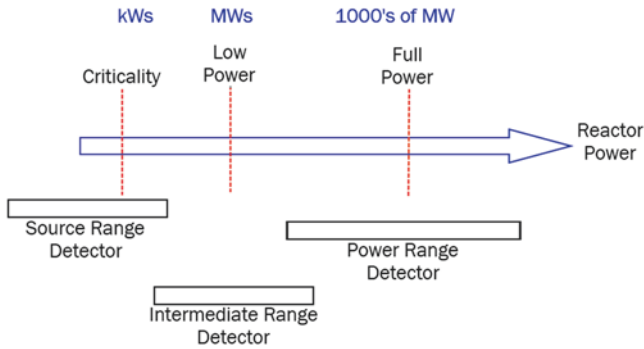 kWs
MWs
1000's of MW
Criticality
Low
Power
Full
Power
Reactor
Power
Source Range
Detector
Power Range
Detector
Intermediate Range
Detector